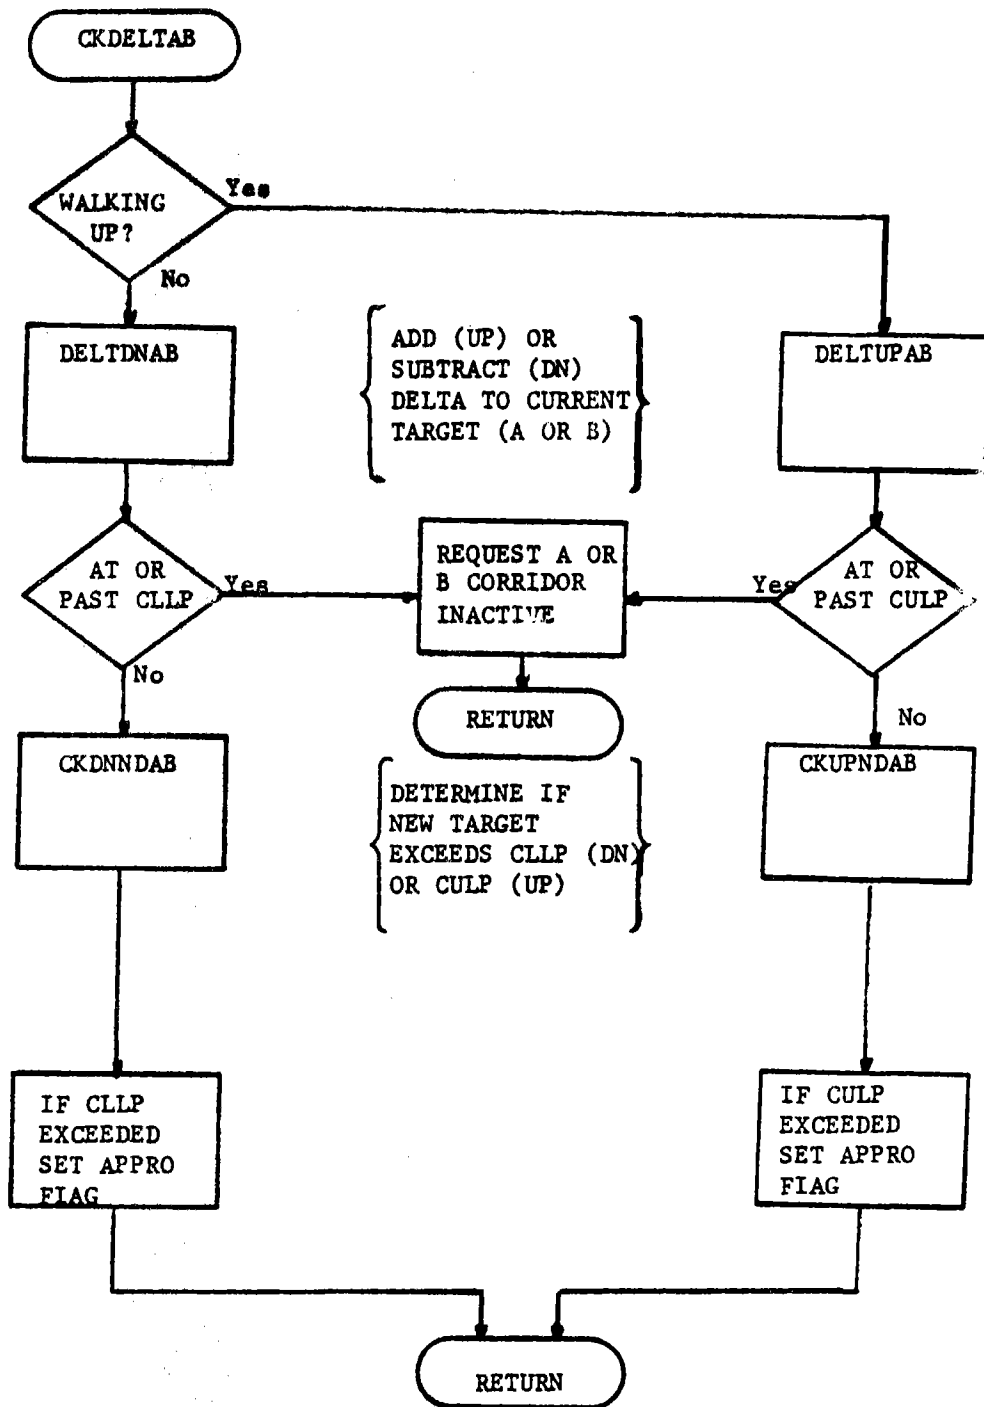 CKDELTAB
WALKING
UP?
Yes
No
DELTDNAB
ADD (UP) OR
SUBTRACT (DN)
DELTA TO CURRENT
TARGET (A OR B)
DELTUPAB
AT OR
PAST CLLP
Yes
No
REQUEST A OR
B CORRIDOR
INACTIVE
RETURN
AT OR
PAST CULP
Yes
No
CKDNNDAB
DETERMINE IF
NEW TARGET
EXCEEDS CLLP (DN)
OR CULP (UP)
CKUPNDAB
IF CLLP
EXCEEDED
SET APPRO
FIAG
IF CULP
EXCEEDED
SET APPRO
FIAG
RETURN